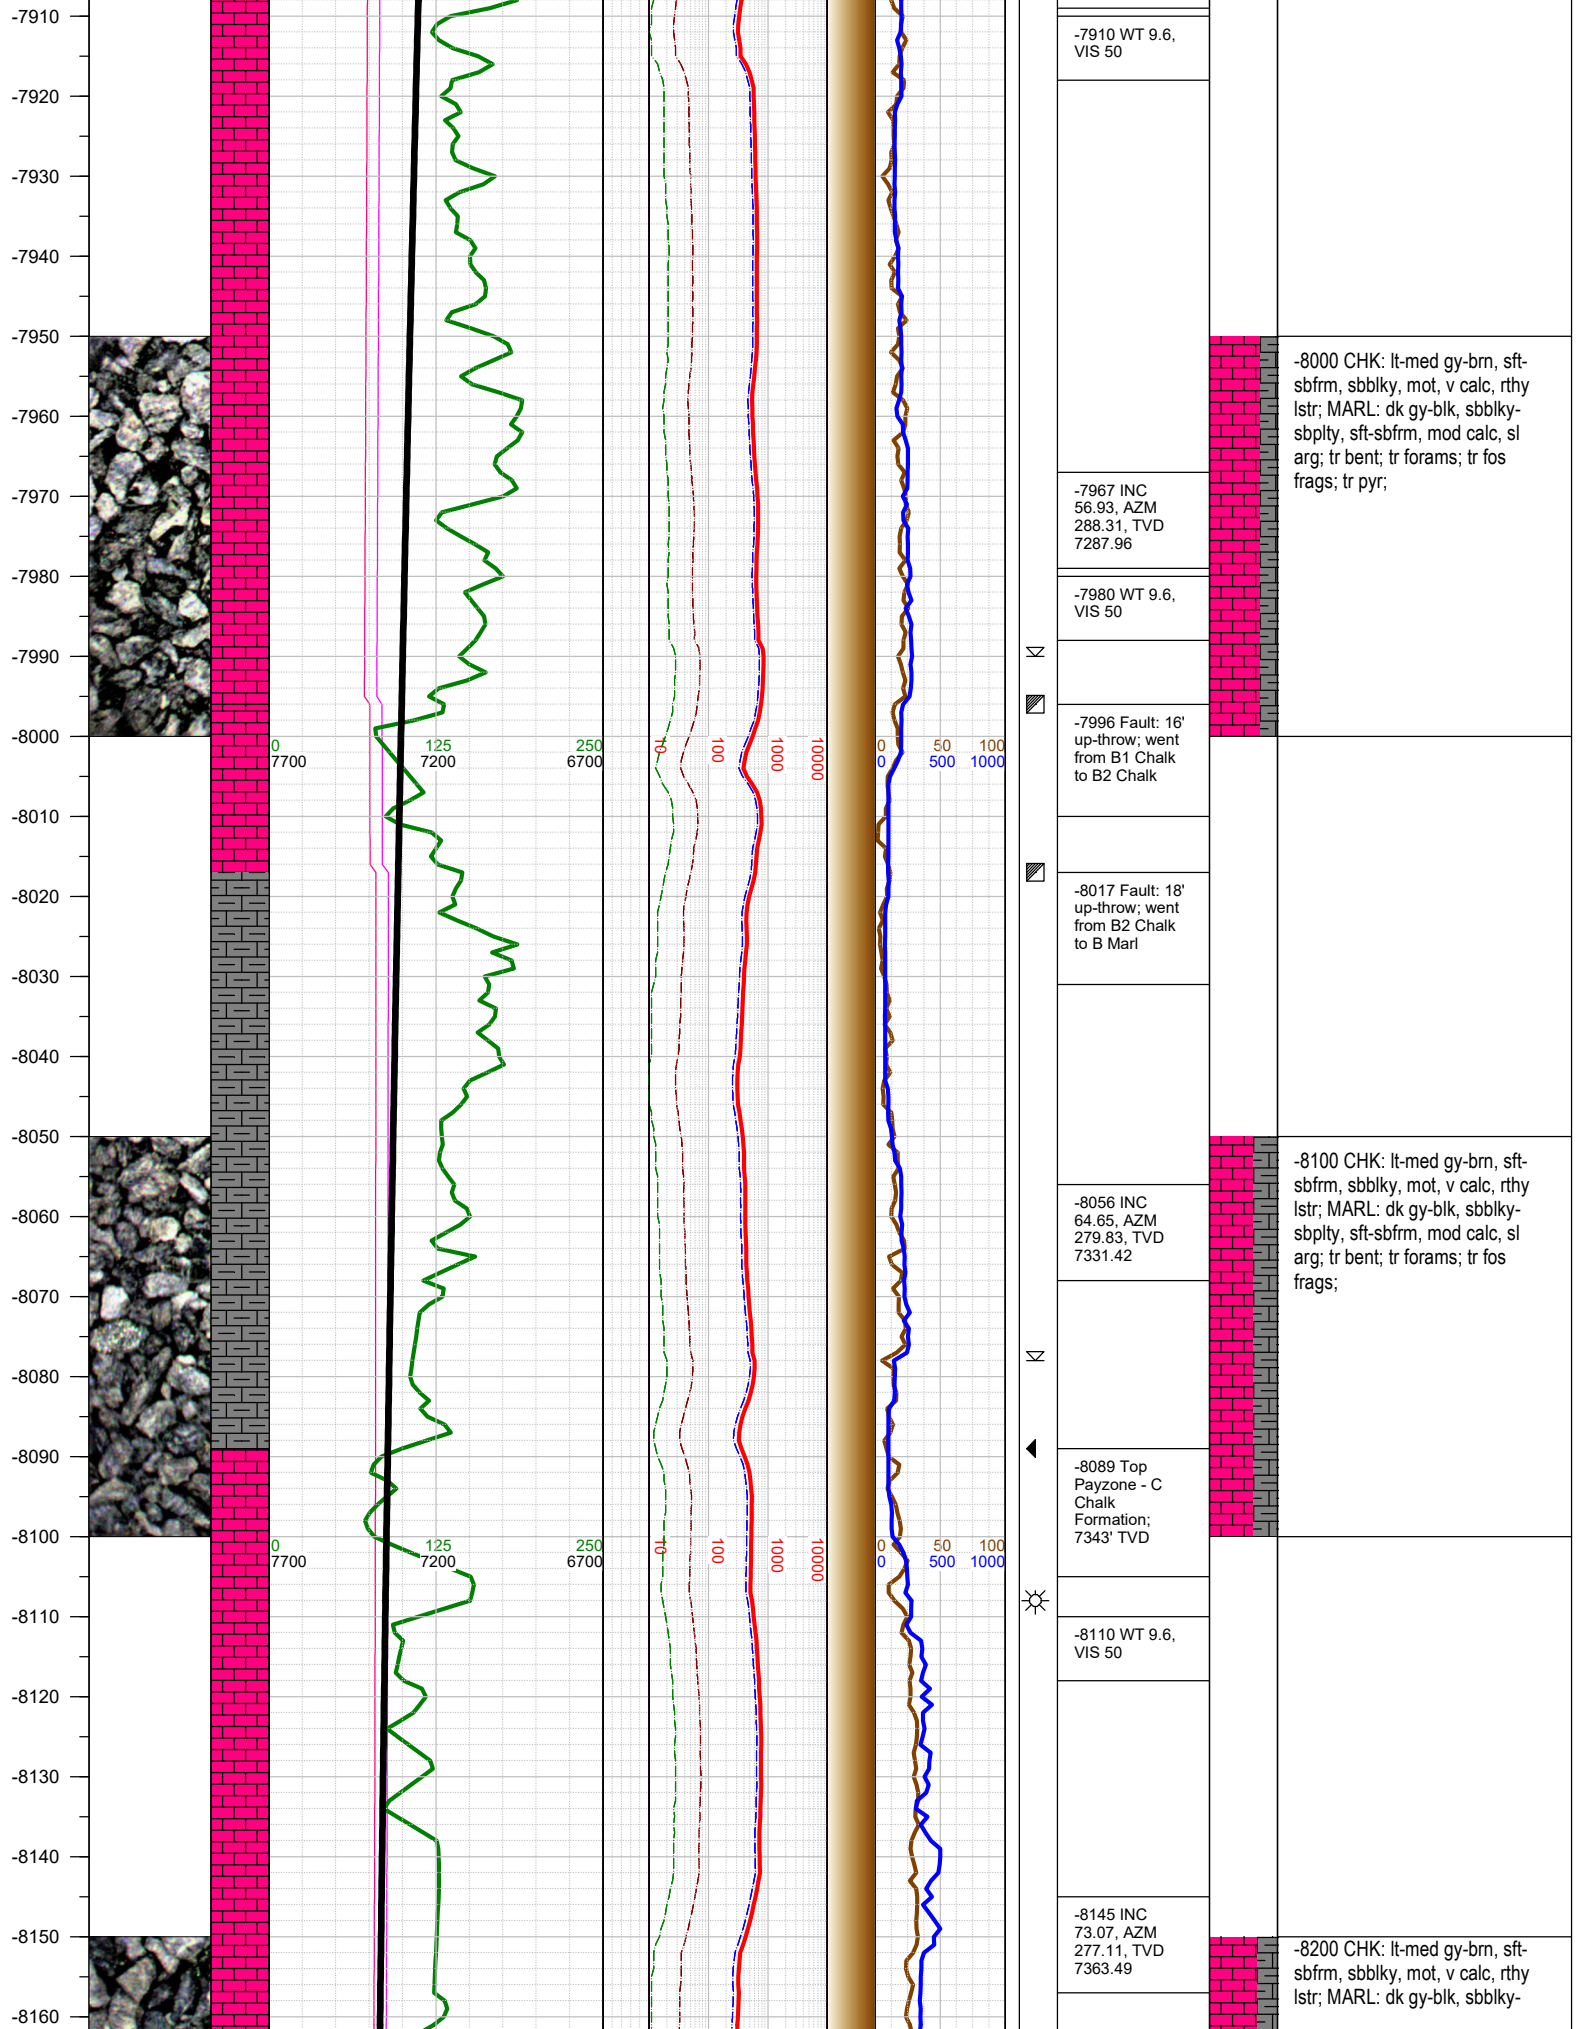 -7910
-7920
-7930
-7940
-7950
-7960
-7970
-7980
-7990
-8000
-8010
-8020
-8030
-8040
-8050
-8060
-8070
-8080
-8090
-8100
-8110
-8120
-8130
-8140
-8150
-8160
0 125 250
7700 7200 6700
10 100 1000 10000
0 50 100
0 500 1000
0 125 250
7700 7200 6700
10 100 1000 10000
0 50 100
0 500 1000
-7910 WT 9.6,
VIS 50
-7967 INC
56.93, AZM
288.31, TVD
7287.96
-7980 WT 9.6,
VIS 50
-7996 Fault: 16'
up-throw; went
from B1 Chalk
to B2 Chalk
-8017 Fault: 18'
up-throw; went
from B2 Chalk
to B Marl
-8056 INC
64.65, AZM
279.83, TVD
7331.42
-8089 Top
Payzone - C
Chalk
Formation;
7343' TVD
-8110 WT 9.6,
VIS 50
-8145 INC
73.07, AZM
277.11, TVD
7363.49
-8000 CHK: lt-med gy-brn, sft-
sbfrm, sbblky, mot, v calc, rthy
lstr; MARL: dk gy-blk, sbblky-
sbplty, sft-sbfrm, mod calc, sl
arg; tr bent; tr forams; tr fos
frags; tr pyr;
-8100 CHK: lt-med gy-brn, sft-
sbfrm, sbblky, mot, v calc, rthy
lstr; MARL: dk gy-blk, sbblky-
sbplty, sft-sbfrm, mod calc, sl
arg; tr bent; tr forams; tr fos
frags;
-8200 CHK: lt-med gy-brn, sft-
sbfrm, sbblky, mot, v calc, rthy
lstr; MARL: dk gy-blk, sbblky-